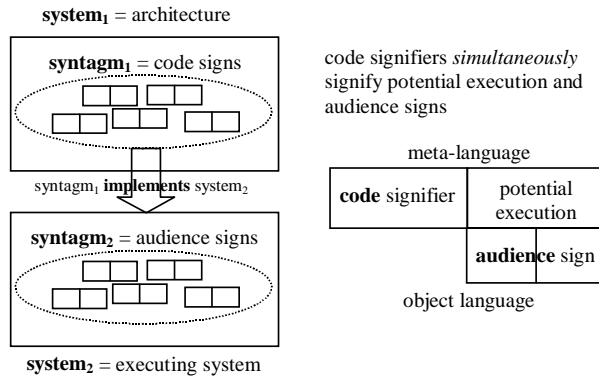 system1 = architecture
syntagm1 = code signs
syntagm1 implements system2
syntagm2 = audience signs
system2 = executing system
code signifiers simultaneously
signify potential execution and
audience signs
meta-language
code signifier
potential
execution
audience sign
object language